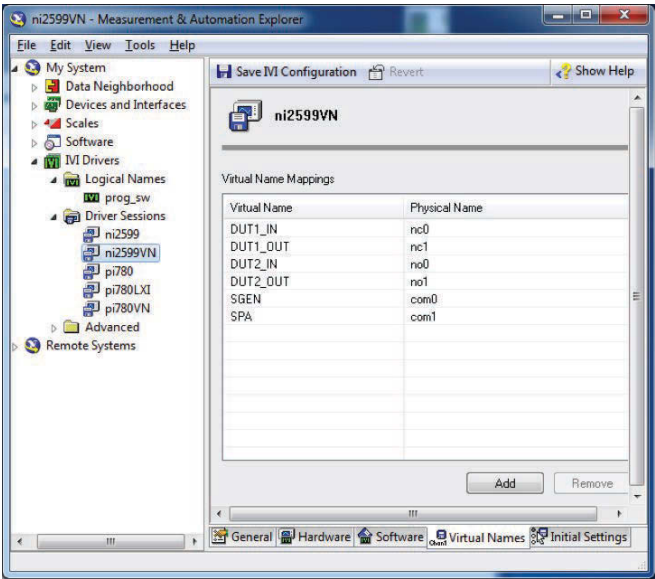 ni2599VN - Measurement & Automation Explorer
File Edit View Tools Help
My System
Data Neighborhood
Devices and Interfaces
Scales
Software
IVI Drivers
Logical Names
prog_sw
Driver Sessions
ni2599
ni2599VN
pi780
pi780LXI
pi780VN
Advanced
Remote Systems
Save IVI Configuration Revert Show Help
ni2599VN
Virtual Name Mappings
Virtual Name Physical Name
DUT1_IN nc0
DUT1_OUT nc1
DUT2_IN no0
DUT2_OUT no1
SGEN com0
SPA com1
Add Remove
General Hardware Software Virtual Names Initial Settings